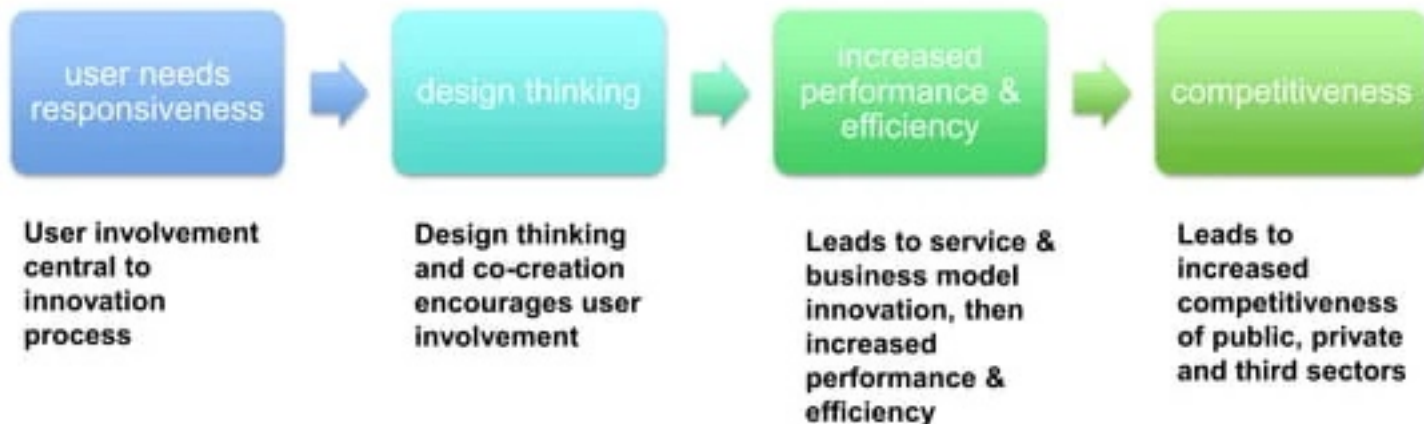 user needs
responsiveness
design thinking
increased
performance &
efficiency
competitiveness
User involvement
central to
innovation
process
Design thinking
and co-creation
encourages user
involvement
Leads to service &
business model
innovation, then
increased
performance &
efficiency
Leads to
increased
competitiveness
of public, private
and third sectors